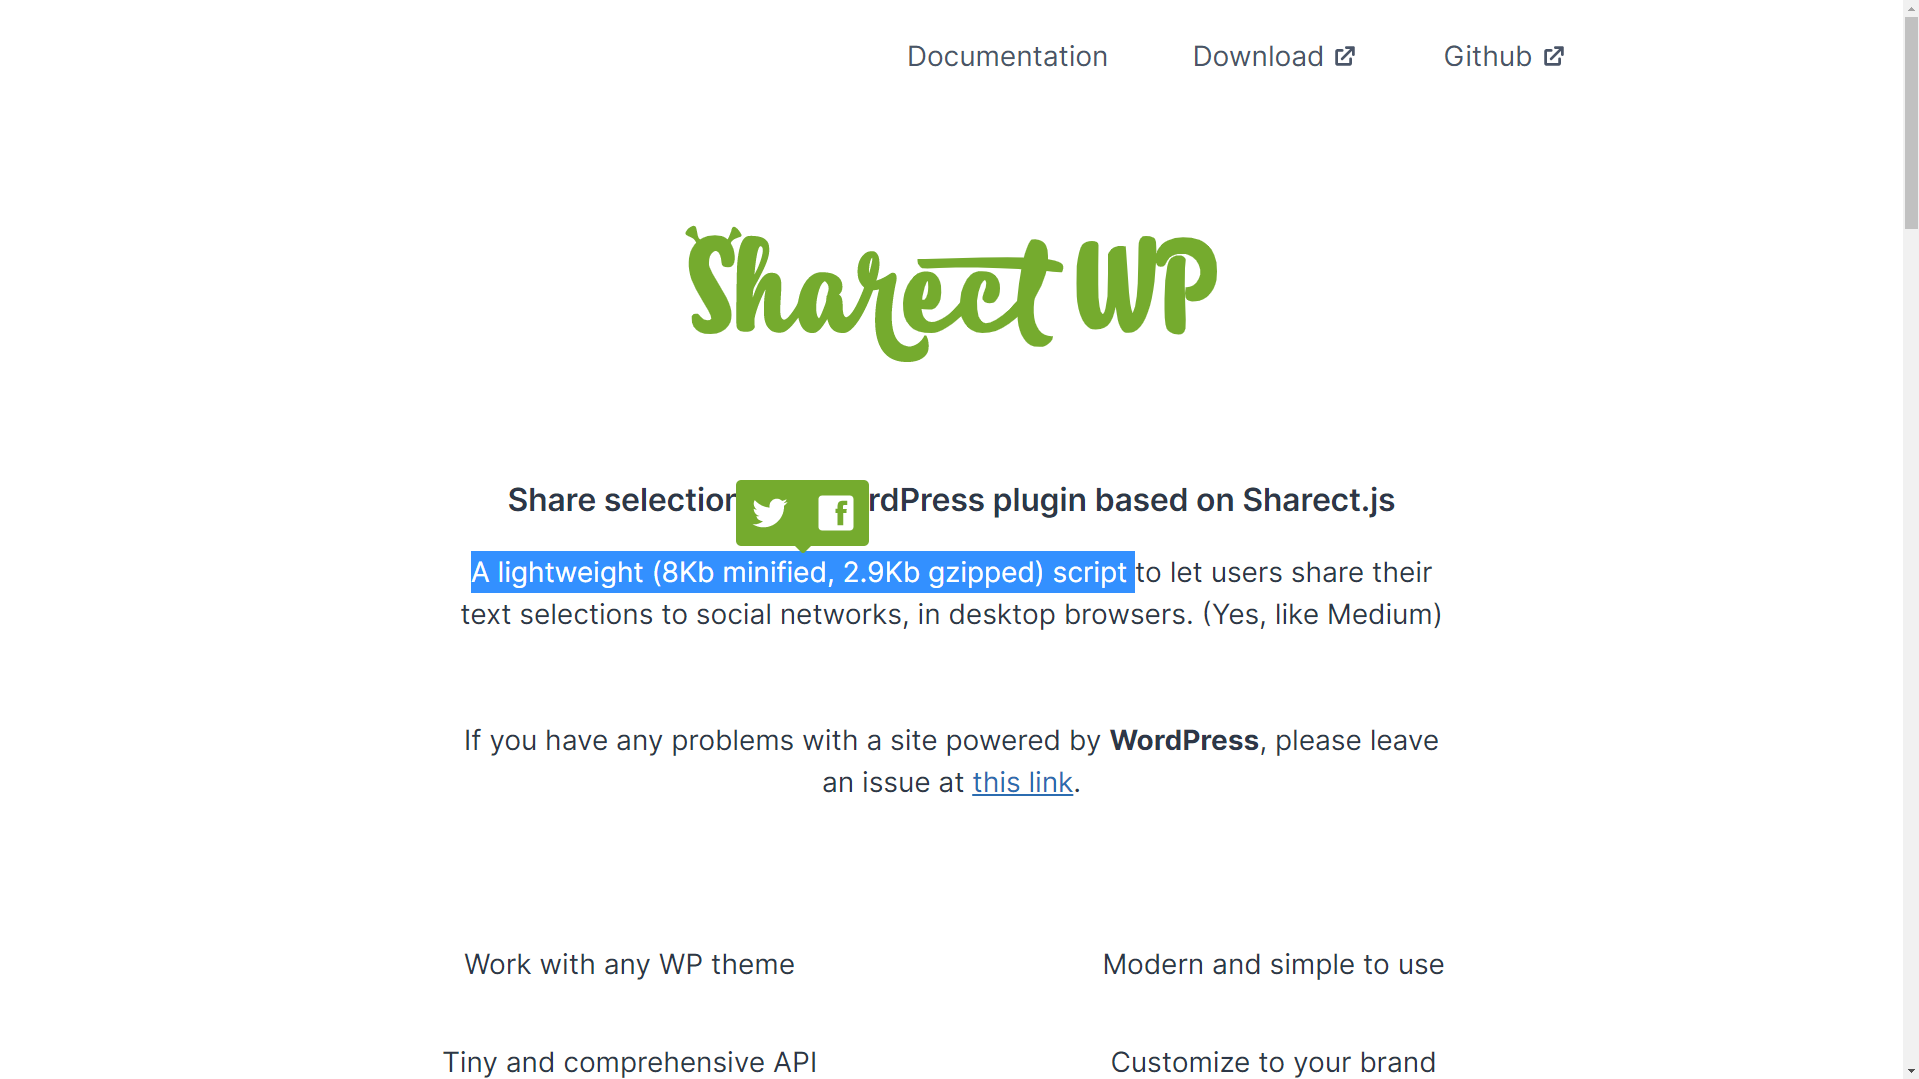 Documentation Download Github
Sharect WP
Share selection rdPress plugin based on Sharect.js
A lightweight (8Kb minified, 2.9Kb gzipped) script to let users share their
text selections to social networks, in desktop browsers. (Yes, like Medium)
If you have any problems with a site powered by WordPress, please leave
an issue at this link.
Work with any WP theme Modern and simple to use
Tiny and comprehensive API Customize to your brand